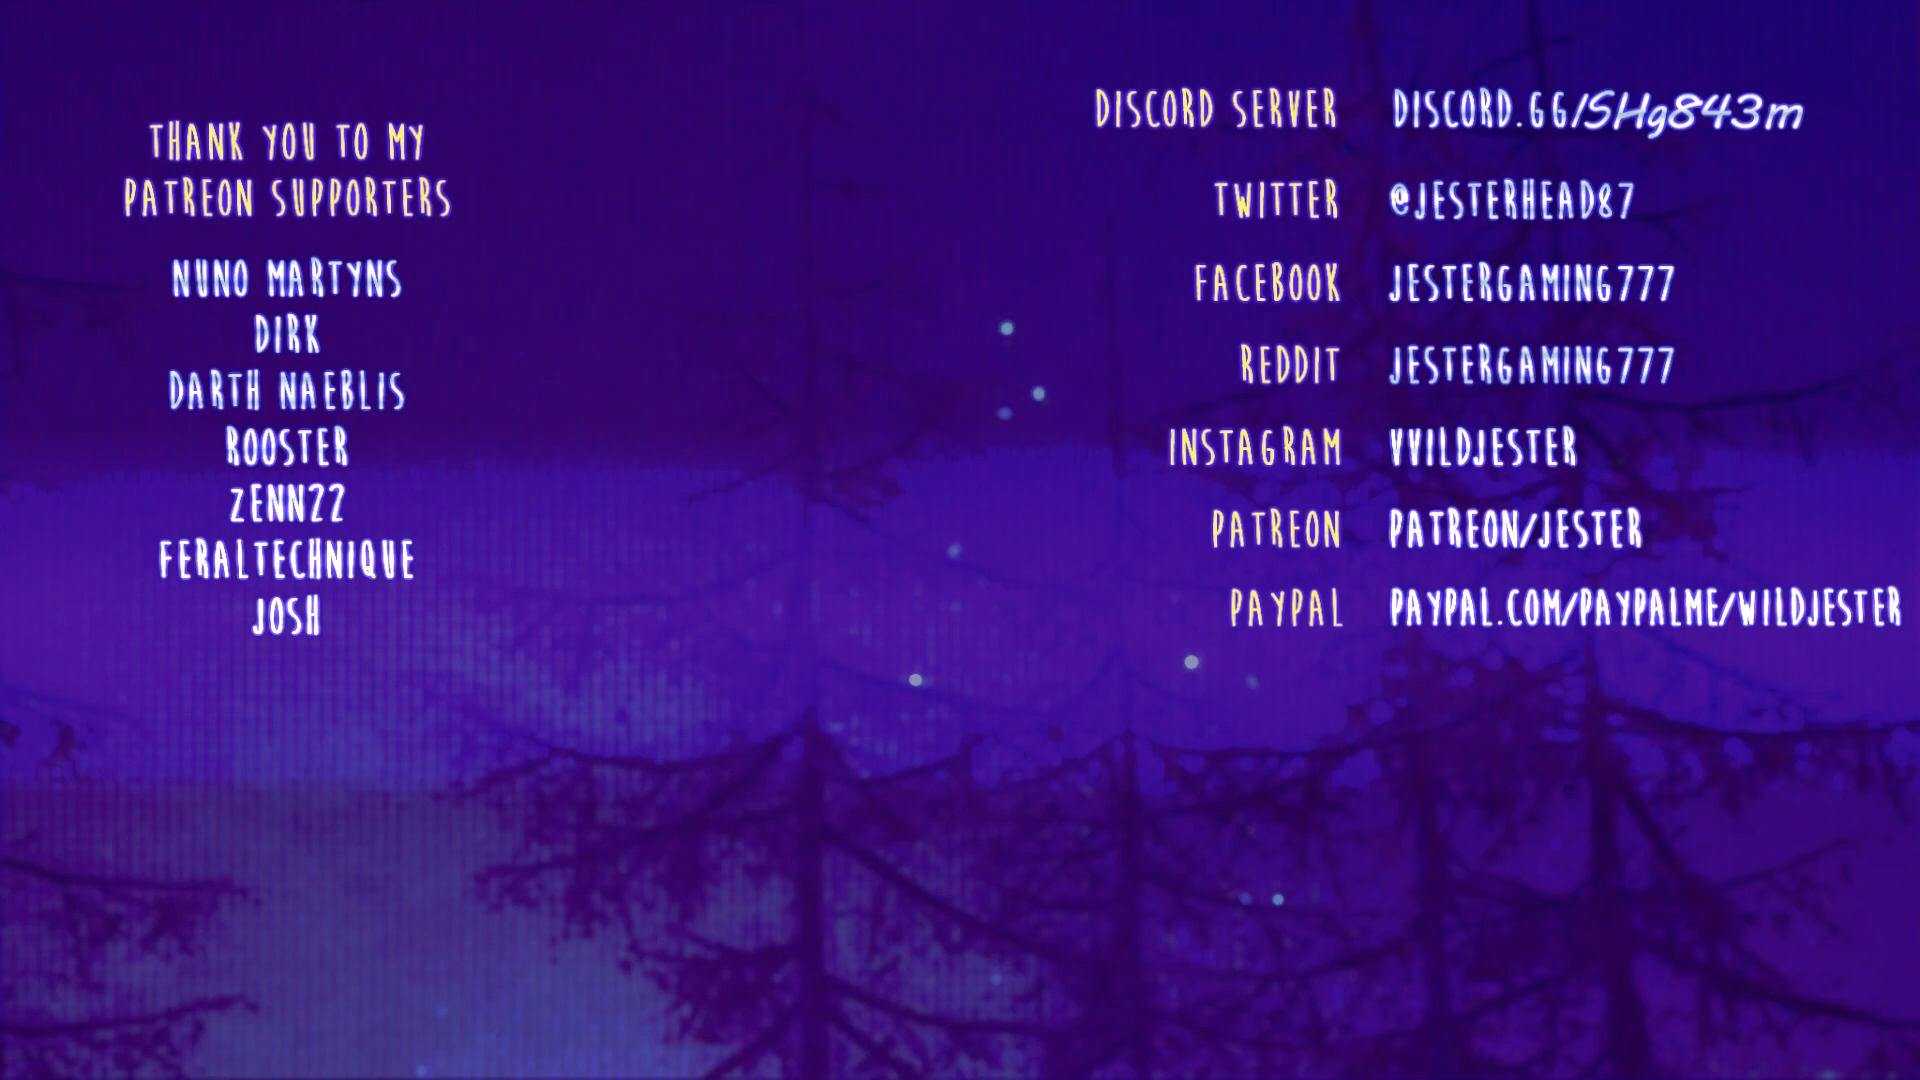 THANK YOU TO MY
PATREON SUPPORTERS
NUNO MARTYNS
DIRK
DARTH NAEBLIS
ROOSTER
ZENN22
FERALTECHNIQUE
JOSH
DISCORD SERVER DISCORD.GG/SHg843m
TWITTER @JESTERHEAD87
FACEBOOK JESTERGAMING777
REDDIT JESTERGAMING777
INSTAGRAM VVILDJESTER
PATREON PATREON/JESTER
PAYPAL PAYPAL.COM/PAYPALME/WILDJESTER